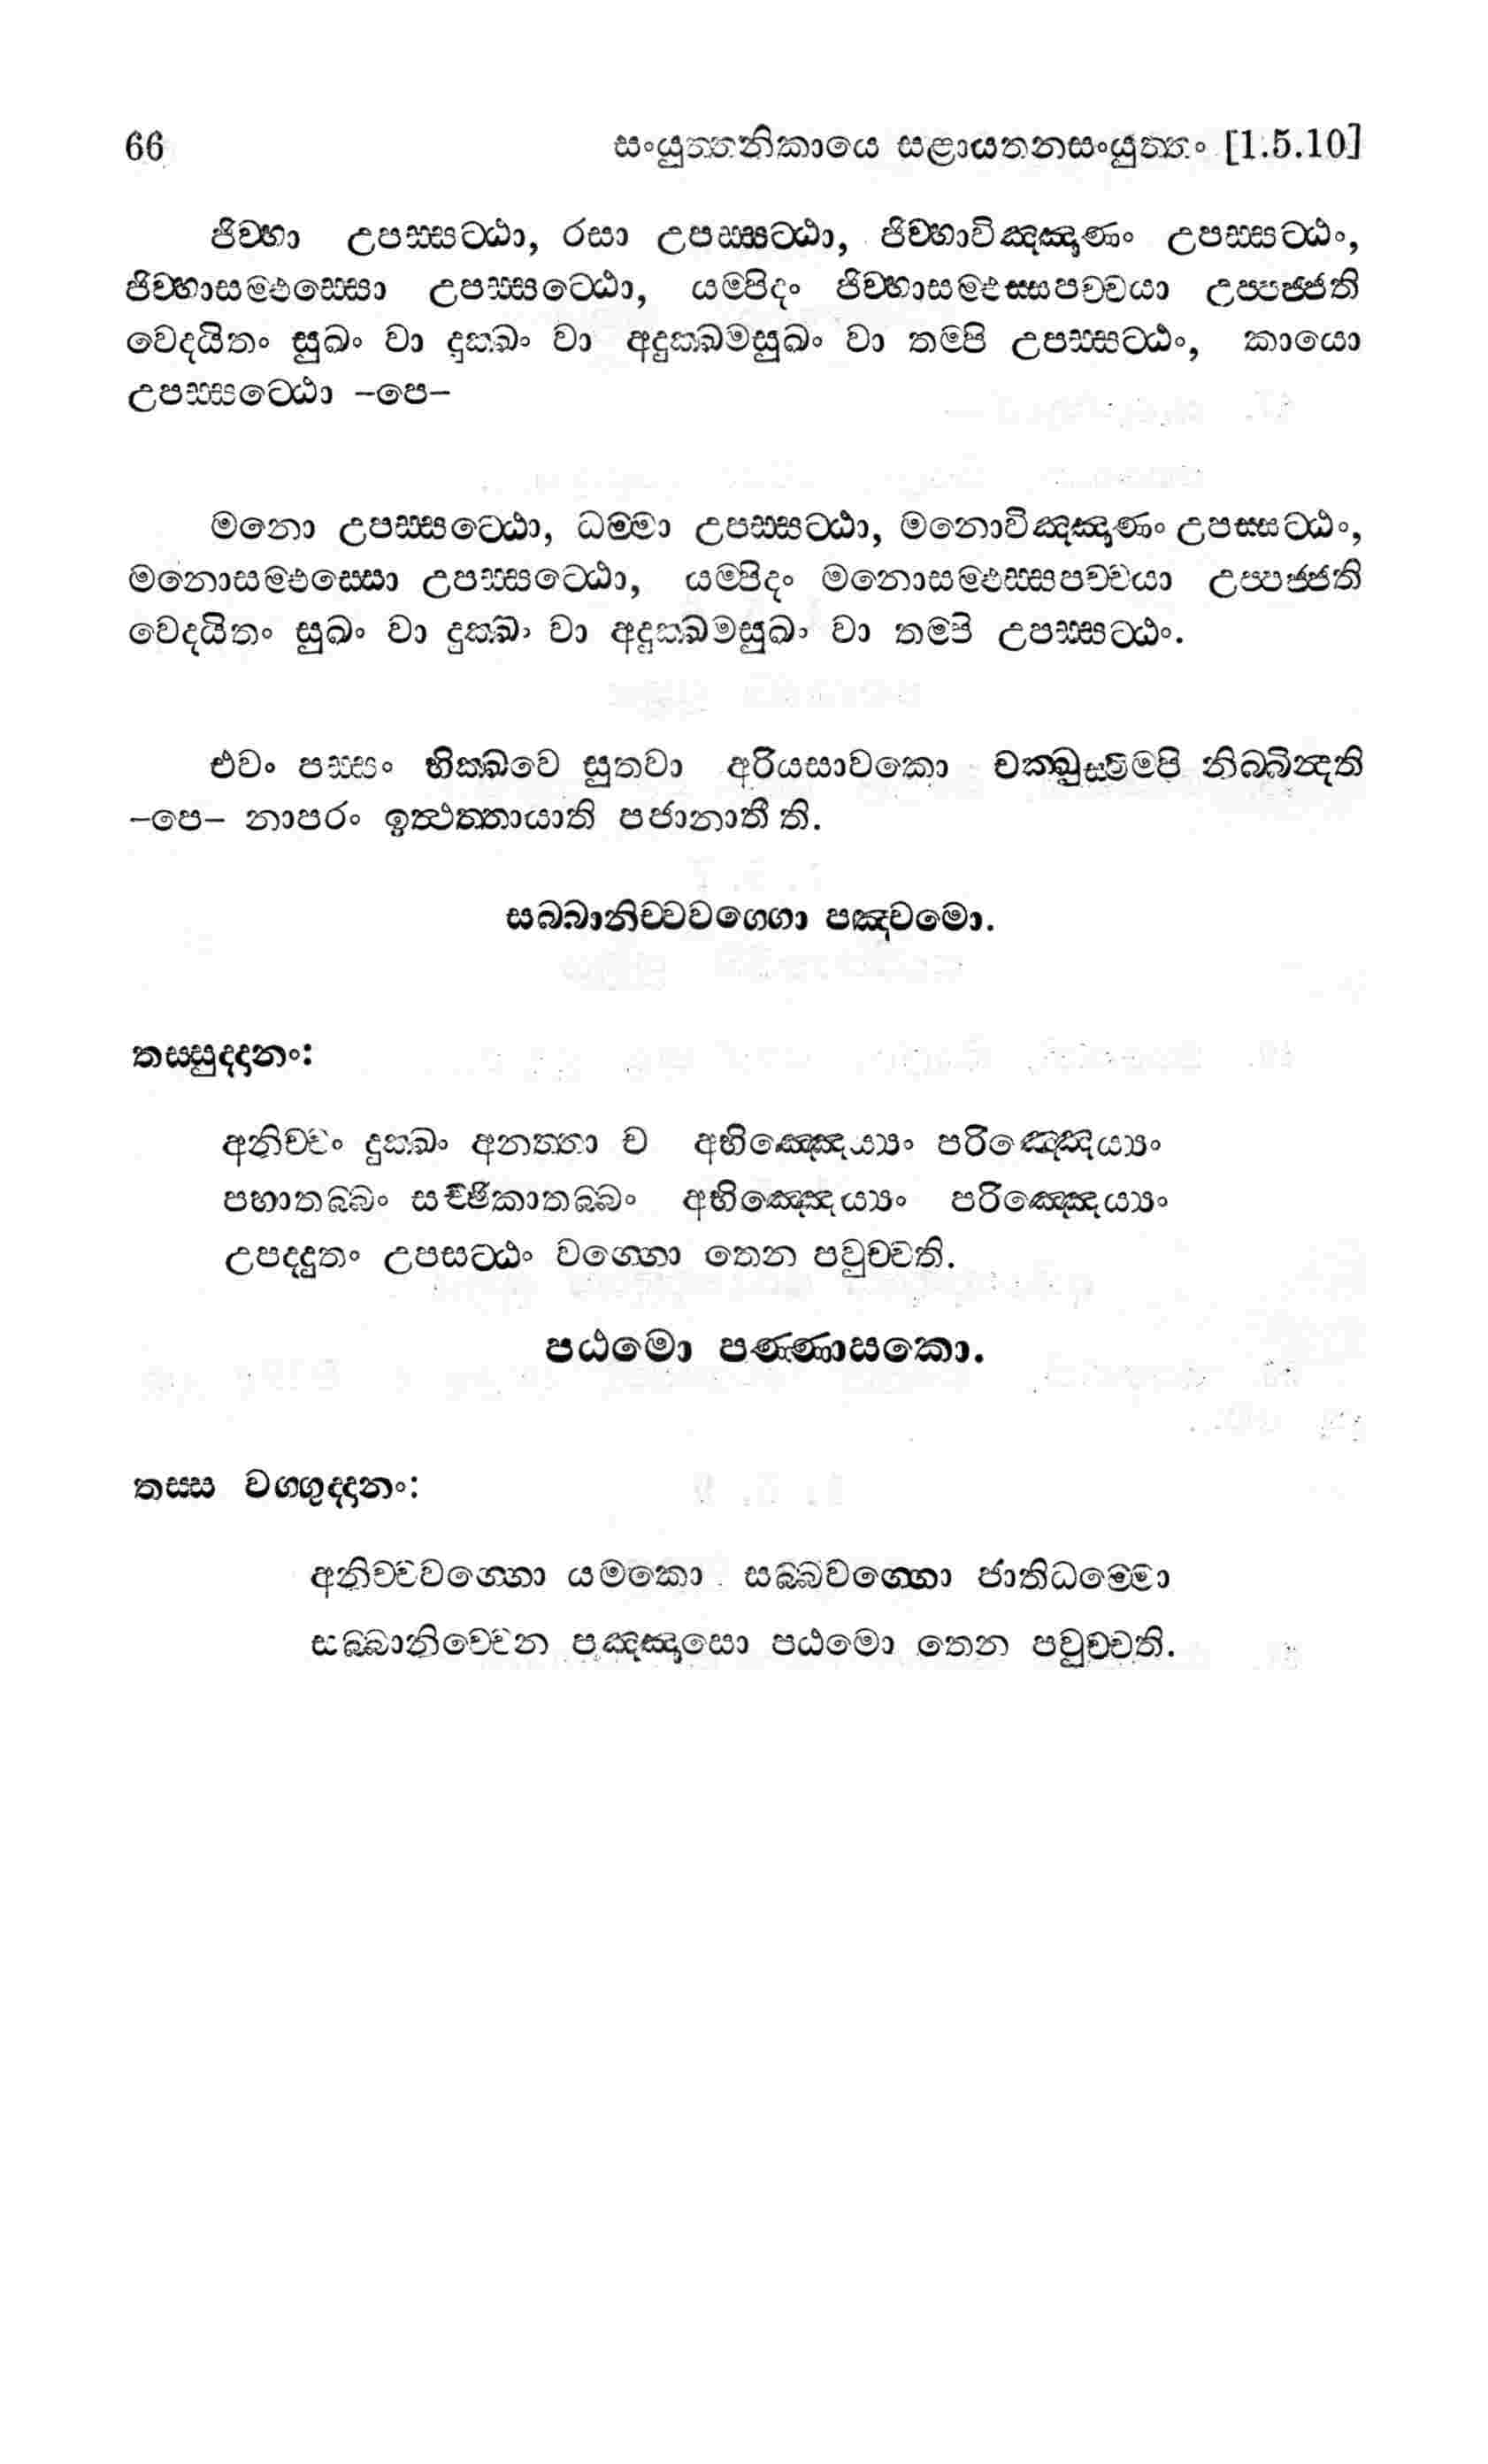 66 සංයුත්තනිකායෙ සළායතනසංයුත්තං [1.5.10]
ජිව්හා උපස්සට්ඨා, රසා උපස්සට්ඨා, ජිව්හාවිඤ්ඤාණං උපස්සට්ඨං,
ජිව්හාසම්ඵස්සො උපස්සට්ඨො, යම්පිදං ජිව්හාසම්ඵස්සපච්චයා උප්පජ්ජති
වෙදයිතං සුඛං වා දුක්ඛං වා අදුක්ඛමසුඛං වා තම්පි උපස්සට්ඨං, කායො
උපස්සට්ඨො –පෙ–
මනො උපස්සට්ඨො, ධම්මා උපස්සට්ඨා, මනොවිඤ්ඤාණං උපස්සට්ඨං,
මනොසම්ඵස්සො උපස්සට්ඨො, යම්පිදං මනොසම්ඵස්සපච්චයා උප්පජ්ජති
වෙදයිතං සුඛං වා දුක්ඛං වා අදුක්ඛමසුඛං වා තම්පි උපස්සට්ඨං.
එවං පස්සං භික්ඛවෙ සුතවා අරියසාවකො චක්ඛුස්මිම්පි නිබ්බින්දති
–පෙ– නාපරං ඉත්ථත්තායාති පජානාතී ති.
සබ්බානිච්චවග්ගො පඤ්චමො.
තස්සුද්දානං:
අනිච්චං දුක්ඛං අනත්තා ච අභිඤ්ඤෙය්‍යං පරිඤ්ඤෙය්‍යං
පහාතබ්බං සච්ඡිකාතබ්බං අභිඤ්ඤෙය්‍යං පරිඤ්ඤෙය්‍යං
උපද්දුතං උපසට්ඨං වග්ගො තෙන පවුච්චති.
පඨමො පණ්ණාසකො.
තස්ස වග්ගුද්දානං:
අනිච්චවග්ගො යමකො සබ්බවග්ගො ජාතිධම්මො
සබ්බානිච්චෙන පඤ්ඤාසො පඨමො තෙන පවුච්චති.